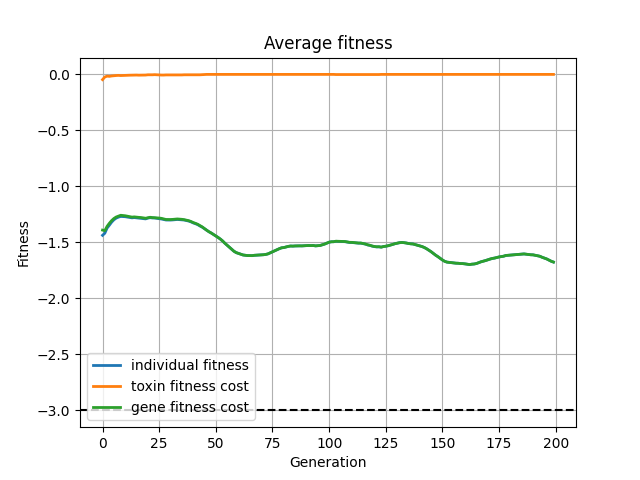 Average fitness
Fitness
0.0
−0.5
−1.0
−1.5
−2.0
−2.5
−3.0
individual fitness
toxin fitness cost
gene fitness cost
0 25 50 75 100 125 150 175 200
Generation